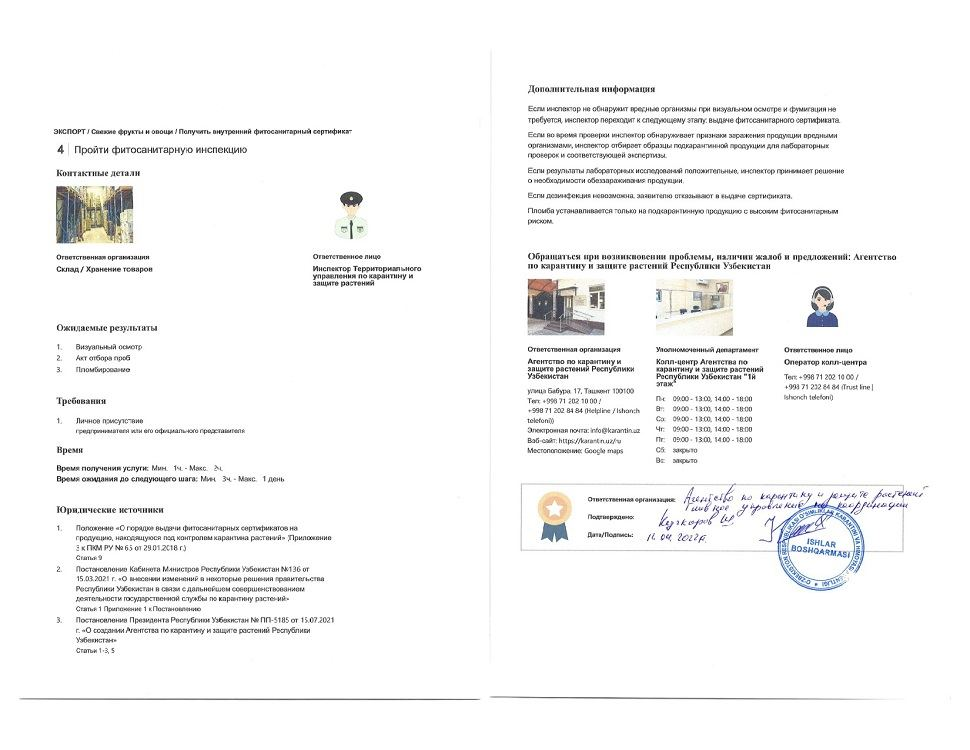 ЭКСПОРТ / Свежие фрукты и овощи / Получить внутренний фитосанитарный сертификат
4 Пройти фитосанитарную инспекцию
Контактные детали
Ответственная организация
Склад / Хранение товаров
Ответственное лицо
Инспектор Территориального
управления по карантину и
защите растений
Ожидаемые результаты
1. Визуальный осмотр
2. Акт отбора проб
3. Пломбирование
Требования
1. Личное присутствие
предпринимателя или его официального представителя
Время
Время получения услуги: Мин. 1ч. - Макс. 2ч.
Время ожидания до следующего шага: Мин. 3ч. - Макс. 1 день
Юридические источники
1. Положение «О порядке выдачи фитосанитарных сертификатов на
продукцию, находящуюся под контролем карантина растений» (Приложение
3 к ПКМ РУ № 65 от 29.01.2018 г.)
Статья 9
2. Постановление Кабинета Министров Республики Узбекистан №136 от
15.03.2021 г. «О внесении изменений в некоторые решения правительства
Республики Узбекистан в связи с дальнейшем совершенствованием
деятельности государственной службы по карантину растений»
Статья 1 Приложение 1 к Постановлению
3. Постановление Президента Республики Узбекистан № ПП-5185 от 15.07.2021
г. «О создании Агентства по карантину и защите растений Республики
Узбекистан»
Статьи 1-3, 5
Дополнительная информация
Если инспектор не обнаружит вредные организмы при визуальном осмотре и фумигация не
требуется, инспектор переходит к следующему этапу: выдаче фитосанитарного сертификата.
Если во время проверки инспектор обнаруживает признаки заражения продукции вредными
организмами, инспектор отбирает образцы подкарантинной продукции для лабораторных
проверок и соответствующей экспертизы.
Если результаты лабораторных исследований положительные, инспектор принимает решение
о необходимости обеззараживания продукции.
Если дезинфекция невозможна, заявителю отказывают в выдаче сертификата.
Пломба устанавливается только на подкарантинную продукцию с высоким фитосанитарным
риском.
Обращаться при возникновении проблемы, наличии жалоб и предложений: Агентство
по карантину и защите растений Республики Узбекистан
Ответственная организация
Агентство по карантину и
защите растений Республики
Узбекистан
улица Бабура 17, Ташкент 100100
Тел: +998 71 202 10 00 /
+998 71 202 84 84 (Helpline / Ishonch
telefoni))
Электронная почта: info@karantin.uz
Веб-сайт: https://karantin.uz/ru
Местоположение: Google maps
Уполномоченный департамент
Колл-центр Агентства по
карантину и защите растений
Республики Узбекистан "1й
этаж"
Пн: 09:00 - 13:00, 14:00 - 18:00
Вт: 09:00 - 13:00, 14:00 - 18:00
Ср: 09:00 - 13:00, 14:00 - 18:00
Чт: 09:00 - 13:00, 14:00 - 18:00
Пт: 09:00 - 13:00, 14:00 - 18:00
Сб: закрыто
Вс: закрыто
Ответственное лицо
Оператор колл-центра
Тел: +998 71 202 10 00 /
+998 71 202 84 84 (Trust line |
Ishonch telefoni)
Ответственная организация: Агентство по карантину и защите растений
Главное управление по координации
Подтверждено:
Дата/Подпись: 11.04.2022г.
ISHLAR
BOSHQARMASI